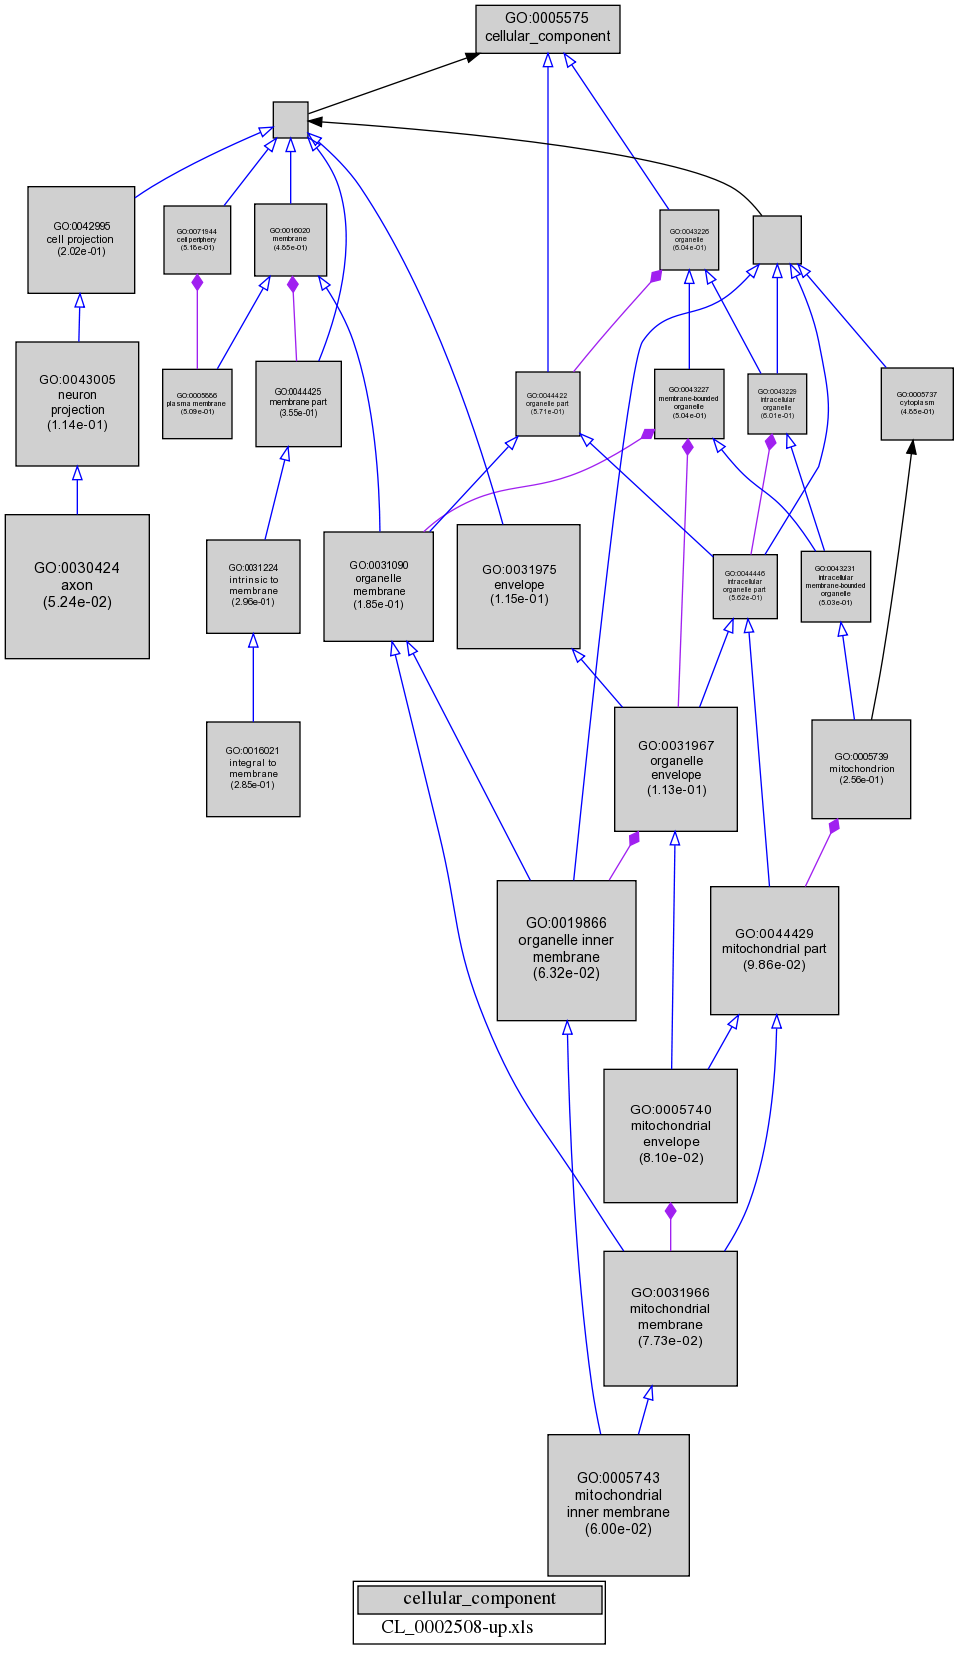 GO:0005575
cellular_component
GO:0042995
cell projection
(2.02e-01)
GO:0071944
cell periphery
(5.18e-01)
GO:0016020
membrane
(4.85e-01)
GO:0043226
organelle
(6.04e-01)
GO:0043005
neuron
projection
(1.14e-01)
GO:0005886
plasma membrane
(5.09e-01)
GO:0044425
membrane part
(3.55e-01)
GO:0044422
organelle part
(5.71e-01)
GO:0043227
membrane-bounded
organelle
(5.04e-01)
GO:0043229
intracellular
organelle
(6.01e-01)
GO:0005737
cytoplasm
(4.85e-01)
GO:0030424
axon
(5.24e-02)
GO:0031224
intrinsic to
membrane
(2.96e-01)
GO:0031090
organelle
membrane
(1.85e-01)
GO:0031975
envelope
(1.15e-01)
GO:0044446
intracellular
organelle part
(5.62e-01)
GO:0043231
intracellular
membrane-bounded
organelle
(5.03e-01)
GO:0016021
integral to
membrane
(2.85e-01)
GO:0031967
organelle
envelope
(1.13e-01)
GO:0005739
mitochondrion
(2.56e-01)
GO:0019866
organelle inner
membrane
(6.32e-02)
GO:0044429
mitochondrial part
(9.86e-02)
GO:0005740
mitochondrial
envelope
(8.10e-02)
GO:0031966
mitochondrial
membrane
(7.73e-02)
GO:0005743
mitochondrial
inner membrane
(6.00e-02)
cellular_component
CL_0002508-up.xls